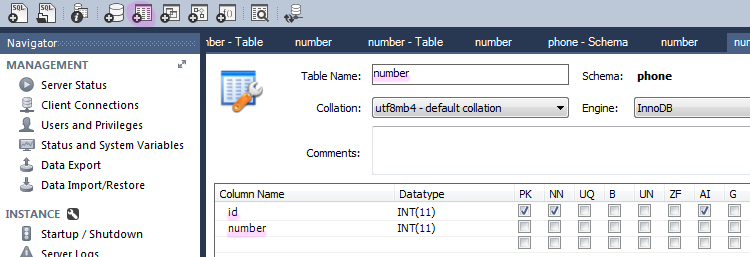 SQL SQL
nber - Table number number - Table number phone - Schema number num
Navigator
MANAGEMENT
Server Status
Client Connections
Users and Privileges
Status and System Variables
Data Export
Data Import/Restore
INSTANCE
Startup / Shutdown
Server Logs
Table Name: number Schema: phone
Collation: utf8mb4 - default collation Engine: InnoDB
Comments:
Column Name Datatype PK NN UQ B UN ZF AI G
id INT(11)
number INT(11)